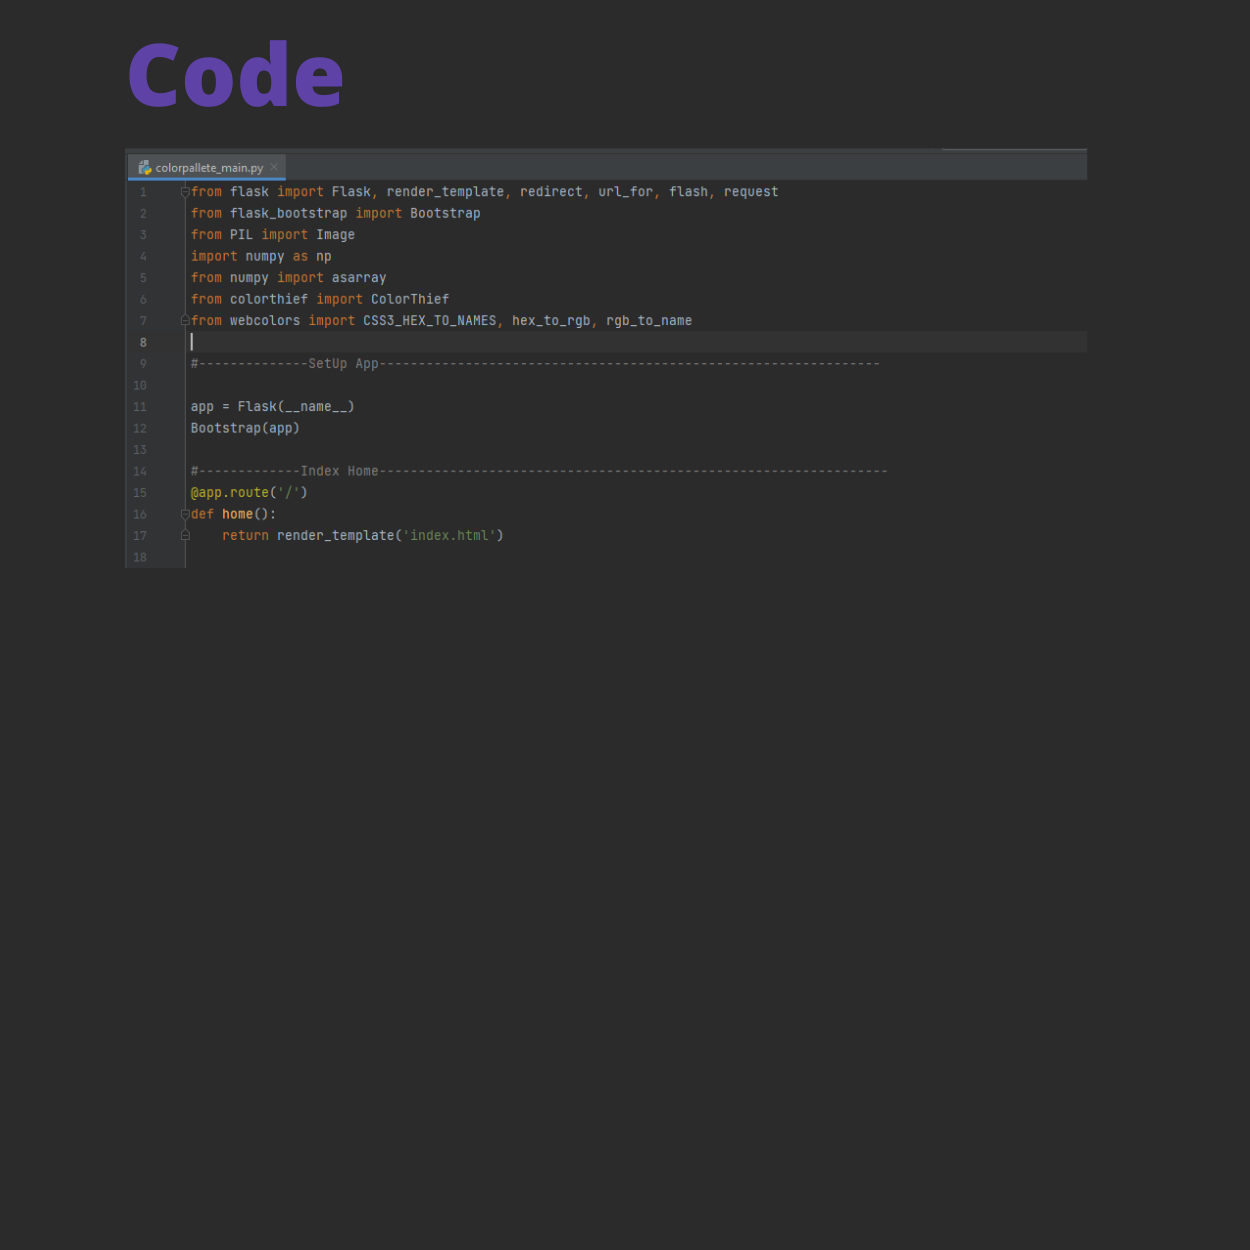 Code
colorpallete_main.py
1 from flask import Flask, render_template, redirect, url_for, flash, request
2 from flask_bootstrap import Bootstrap
3 from PIL import Image
4 import numpy as np
5 from numpy import asarray
6 from colorthief import ColorThief
7 from webcolors import CSS3_HEX_TO_NAMES, hex_to_rgb, rgb_to_name
8
9 #--------------SetUp App----------------------------------------------------------------
10
11 app = Flask(__name__)
12 Bootstrap(app)
13
14 #-------------Index Home-----------------------------------------------------------------
15 @app.route('/')
16 def home():
17     return render_template('index.html')
18